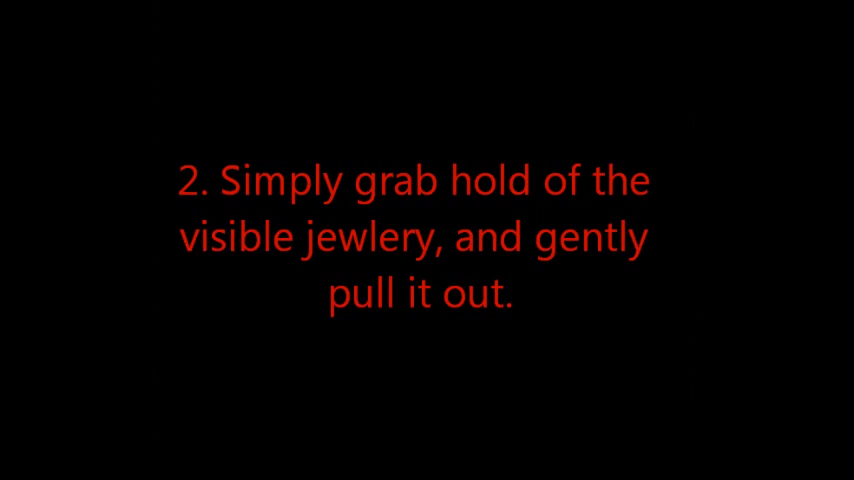 2. Simply grab hold of the
visible jewlery, and gently
pull it out.